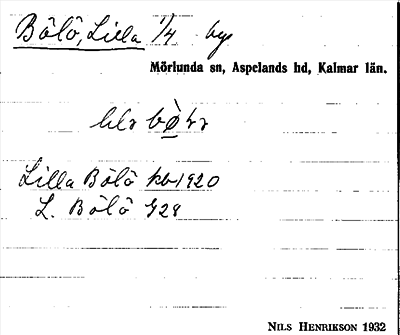 Bölö, Lilla 1/4 by
Mörlunda sn, Aspelands hd, Kalmar län.
Lilla Bölö kb 1920
L. Bölö G28
NILS HENRIKSON 1932